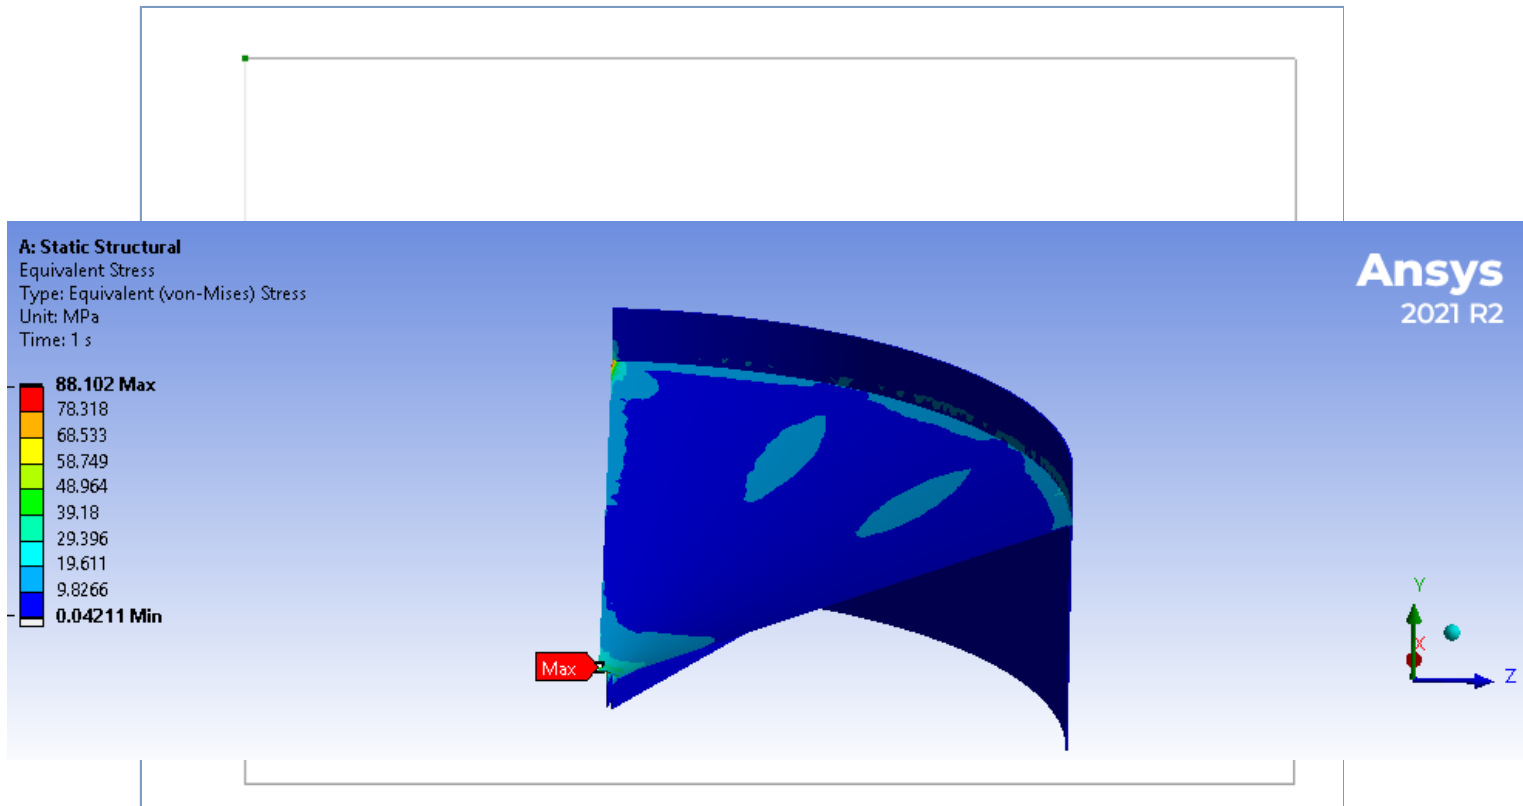 A: Static Structural
Equivalent Stress
Type: Equivalent (von-Mises) Stress
Unit: MPa
Time: 1 s
88.102 Max
78.318
68.533
58.749
48.964
39.18
29.396
19.611
9.8266
0.04211 Min
Ansys
2021 R2
Max
Y
X
Z